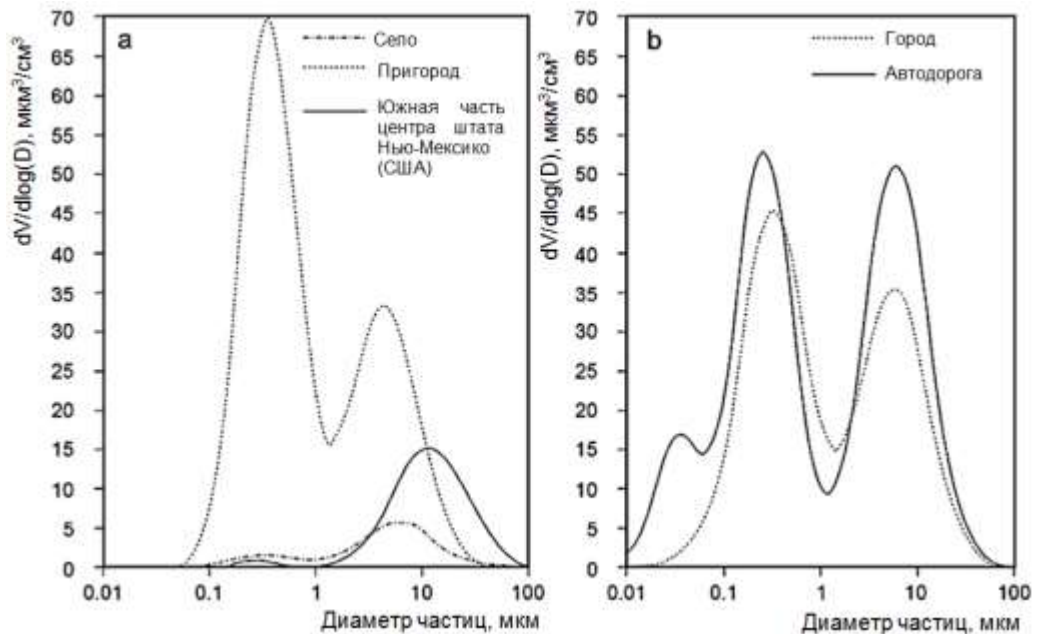 a
dV/dlog(D), мкм³/см³
70
65
60
55
50
45
40
35
30
25
20
15
10
5
0
0.01
0.1
1
10
100
Диаметр частиц, мкм
Село
Пригород
Южная часть
центра штата
Нью-Мексико
(США)
b
dV/dlog(D), мкм³/см³
70
65
60
55
50
45
40
35
30
25
20
15
10
5
0
0.01
0.1
1
10
100
Диаметр частиц, мкм
Город
Автодорога